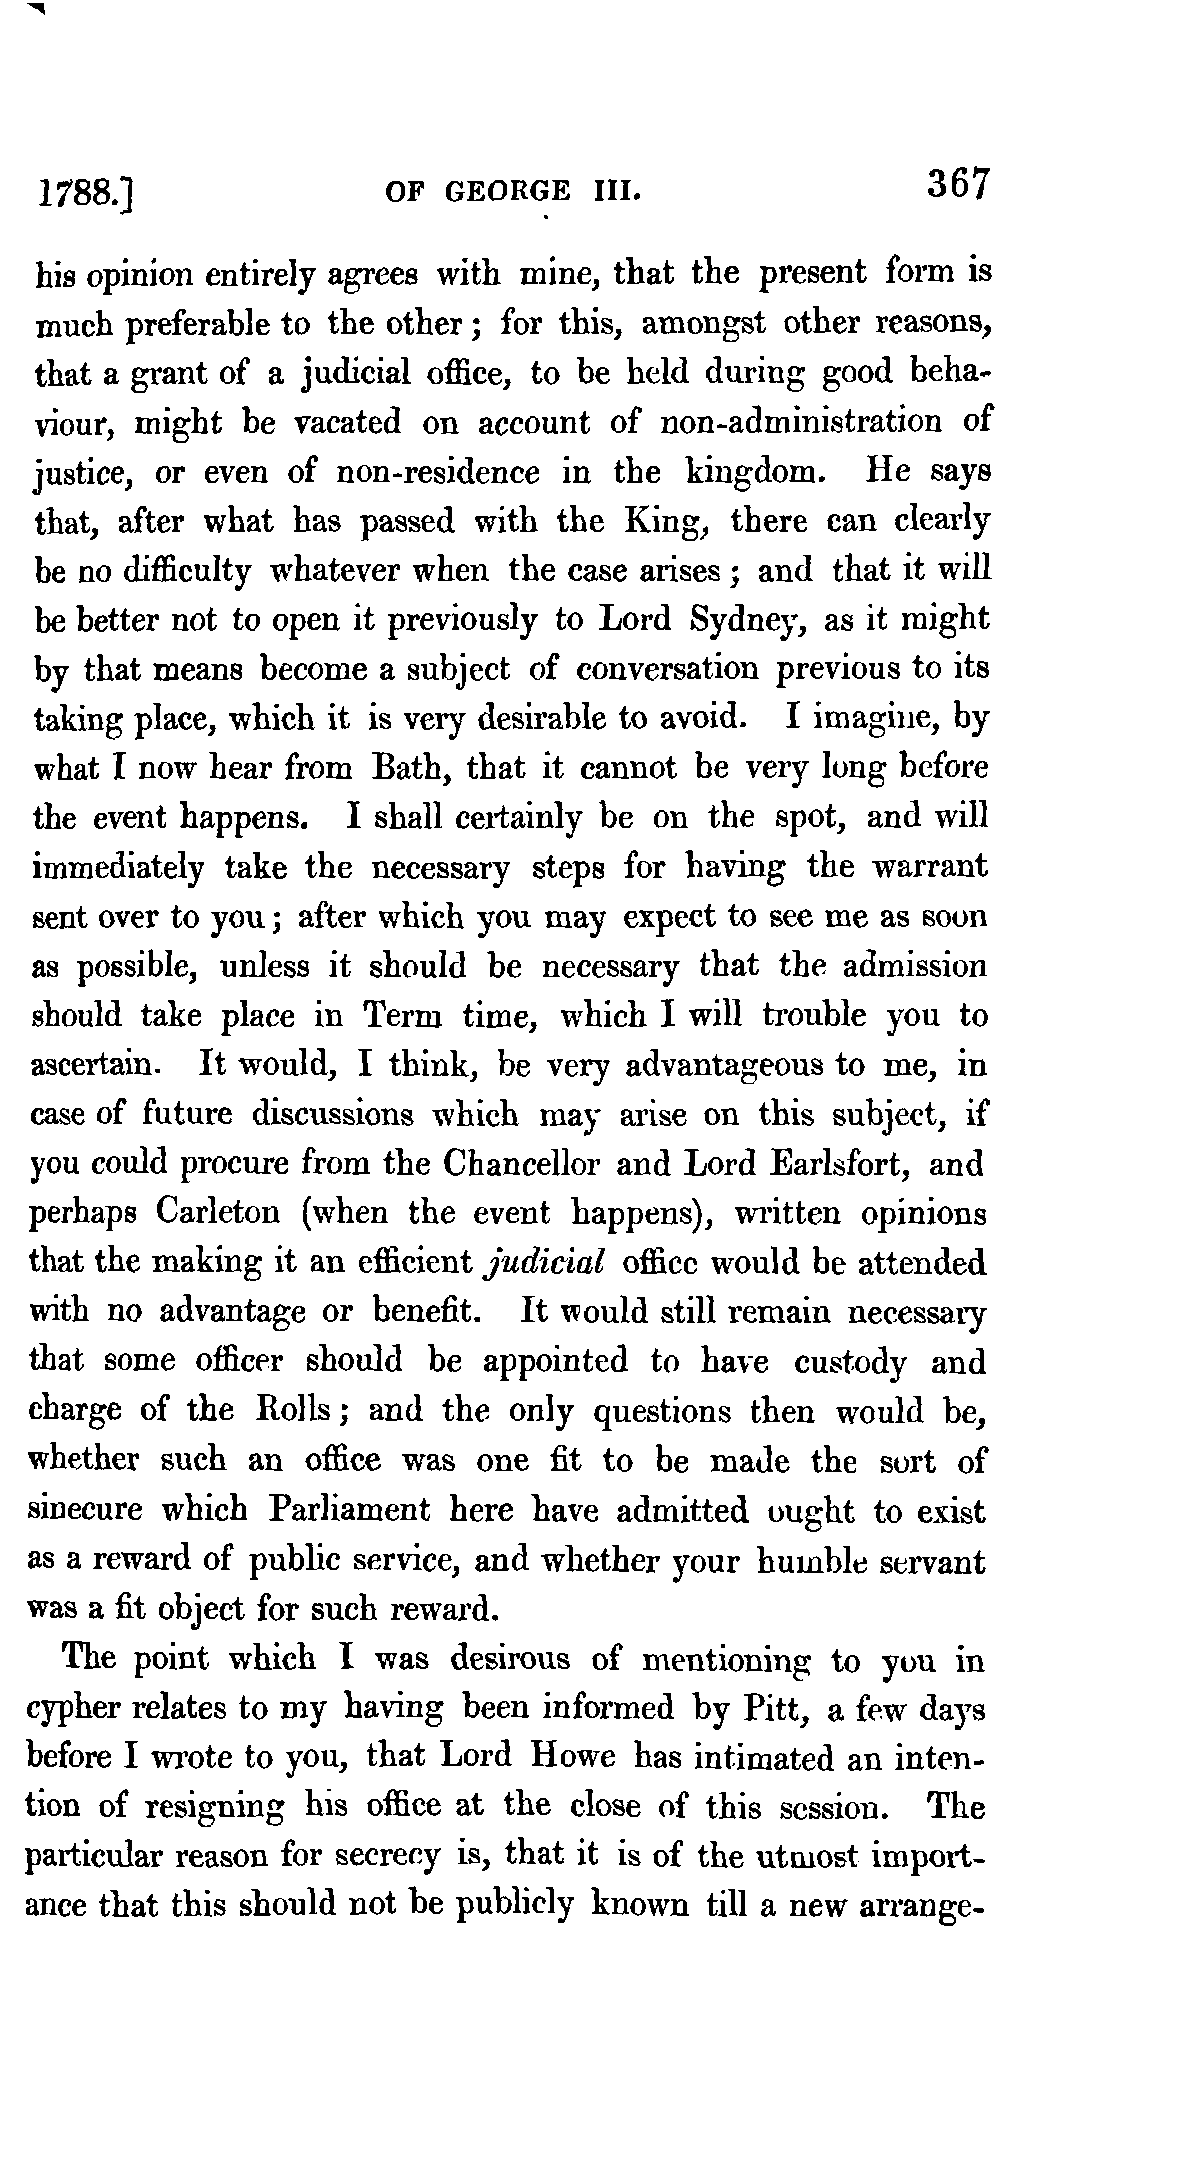 1788.] OF GEORGE III. 367
his opinion entirely agrees with mine, that the present form is
much preferable to the other; for this, amongst other reasons,
that a grant of a judicial office, to be held during good beha-
viour, might be vacated on account of non-administration of
justice, or even of non-residence in the kingdom. He says
that, after what has passed with the King, there can clearly
be no difficulty whatever when the case arises; and that it will
be better not to open it previously to Lord Sydney, as it might
by that means become a subject of conversation previous to its
taking place, which it is very desirable to avoid. I imagine, by
what I now hear from Bath, that it cannot be very long before
the event happens. I shall certainly be on the spot, and will
immediately take the necessary steps for having the warrant
sent over to you; after which you may expect to see me as soon
as possible, unless it should be necessary that the admission
should take place in Term time, which I will trouble you to
ascertain. It would, I think, be very advantageous to me, in
case of future discussions which may arise on this subject, if
you could procure from the Chancellor and Lord Earlsfort, and
perhaps Carleton (when the event happens), written opinions
that the making it an efficient judicial office would be attended
with no advantage or benefit. It would still remain necessary
that some officer should be appointed to have custody and
charge of the Rolls; and the only questions then would be,
whether such an office was one fit to be made the sort of
sinecure which Parliament here have admitted ought to exist
as a reward of public service, and whether your humble servant
was a fit object for such reward.
The point which I was desirous of mentioning to you in
cypher relates to my having been informed by Pitt, a few days
before I wrote to you, that Lord Howe has intimated an inten-
tion of resigning his office at the close of this session. The
particular reason for secrecy is, that it is of the utmost import-
ance that this should not be publicly known till a new arrange-